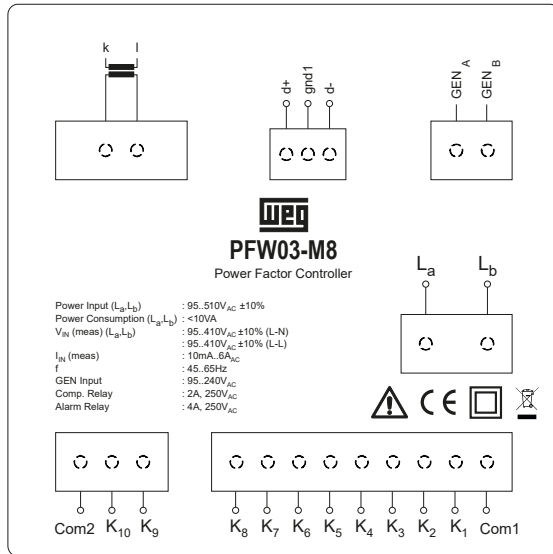 k l
d+ gnd1 d-
GEN A GEN B
weg
PFW03-M8
Power Factor Controller
La Lb
Power Input (La,Lb) : 95..510VAC ±10%
Power Consumption (La,Lb) : <10VA
VIN (meas) (La,Lb) : 95..410VAC ±10% (L-N)
: 95..410VAC ±10% (L-L)
IIN (meas) : 10mA..6AAC
f : 45..65Hz
GEN Input : 95..240VAC
Comp. Relay : 2A, 250VAC
Alarm Relay : 4A, 250VAC
CE
Com2 K10 K9 K8 K7 K6 K5 K4 K3 K2 K1 Com1